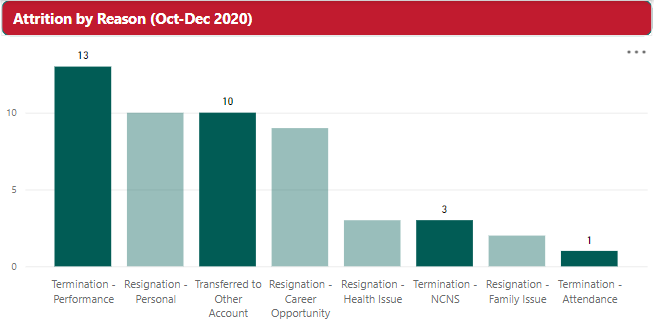 Attrition by Reason (Oct-Dec 2020)
13
10
3
1
10
5
0
Termination -
Performance
Resignation -
Personal
Transferred to
Other
Account
Resignation -
Career
Opportunity
Resignation -
Health Issue
Termination -
NCNS
Resignation -
Family Issue
Termination -
Attendance